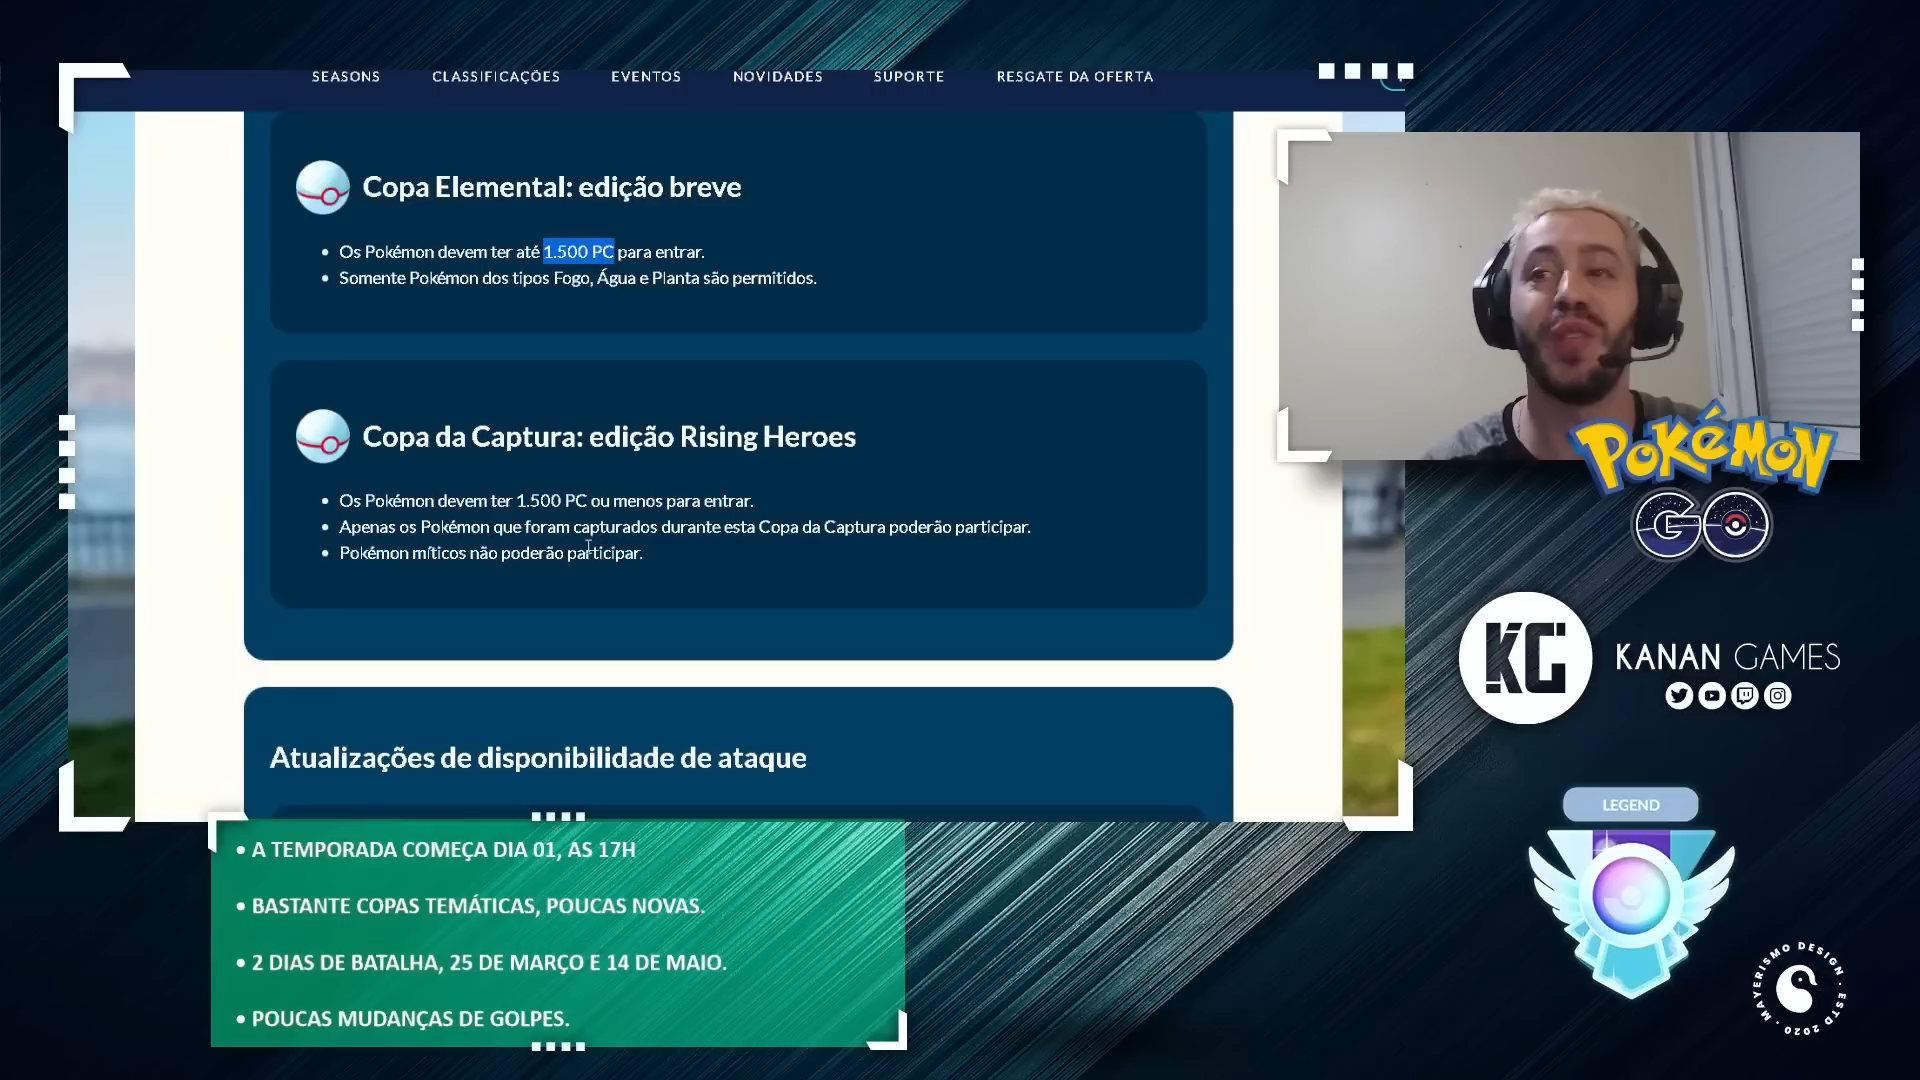 SEASONS CLASSIFICAÇÕES EVENTOS NOVIDADES SUPORTE RESGATE DA OFERTA
Copa Elemental: edição breve
• Os Pokémon devem ter até 1.500 PC para entrar.
• Somente Pokémon dos tipos Fogo, Água e Planta são permitidos.
Copa da Captura: edição Rising Heroes
• Os Pokémon devem ter 1.500 PC ou menos para entrar.
• Apenas os Pokémon que foram capturados durante esta Copa da Captura poderão participar.
• Pokémon míticos não poderão participar.
Atualizações de disponibilidade de ataque
• A TEMPORADA COMEÇA DIA 01, AS 17H
• BASTANTE COPAS TEMÁTICAS, POUCAS NOVAS.
• 2 DIAS DE BATALHA, 25 DE MARÇO E 14 DE MAIO.
• POUCAS MUDANÇAS DE GOLPES.
POKÉMON
GO
KG
KANAN GAMES
LEGEND
MAYERISMO DESIGN · ESTD 2020 ·